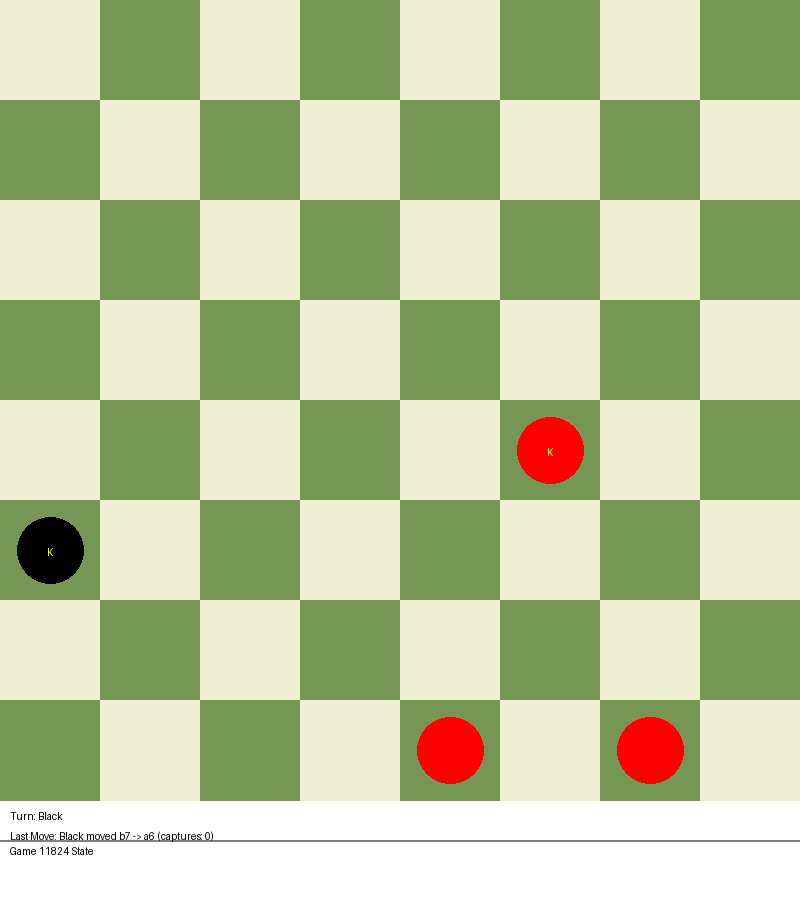 K
K
Turn: Black
Last Move: Black moved b7 -> a6 (captures: 0)
Game 11824 State